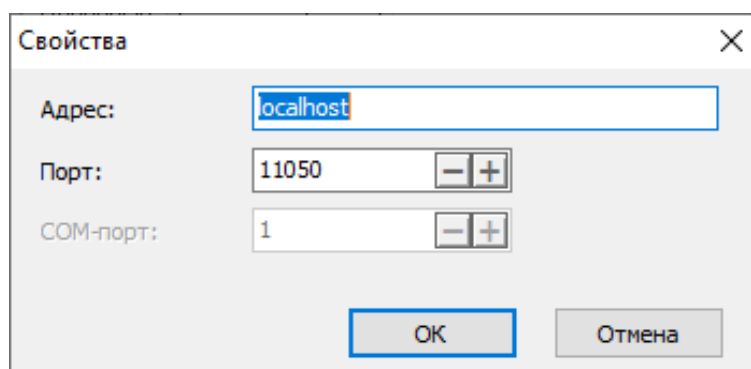 Свойства
Адрес: localhost
Порт: 11050
COM-порт: 1
OK Отмена